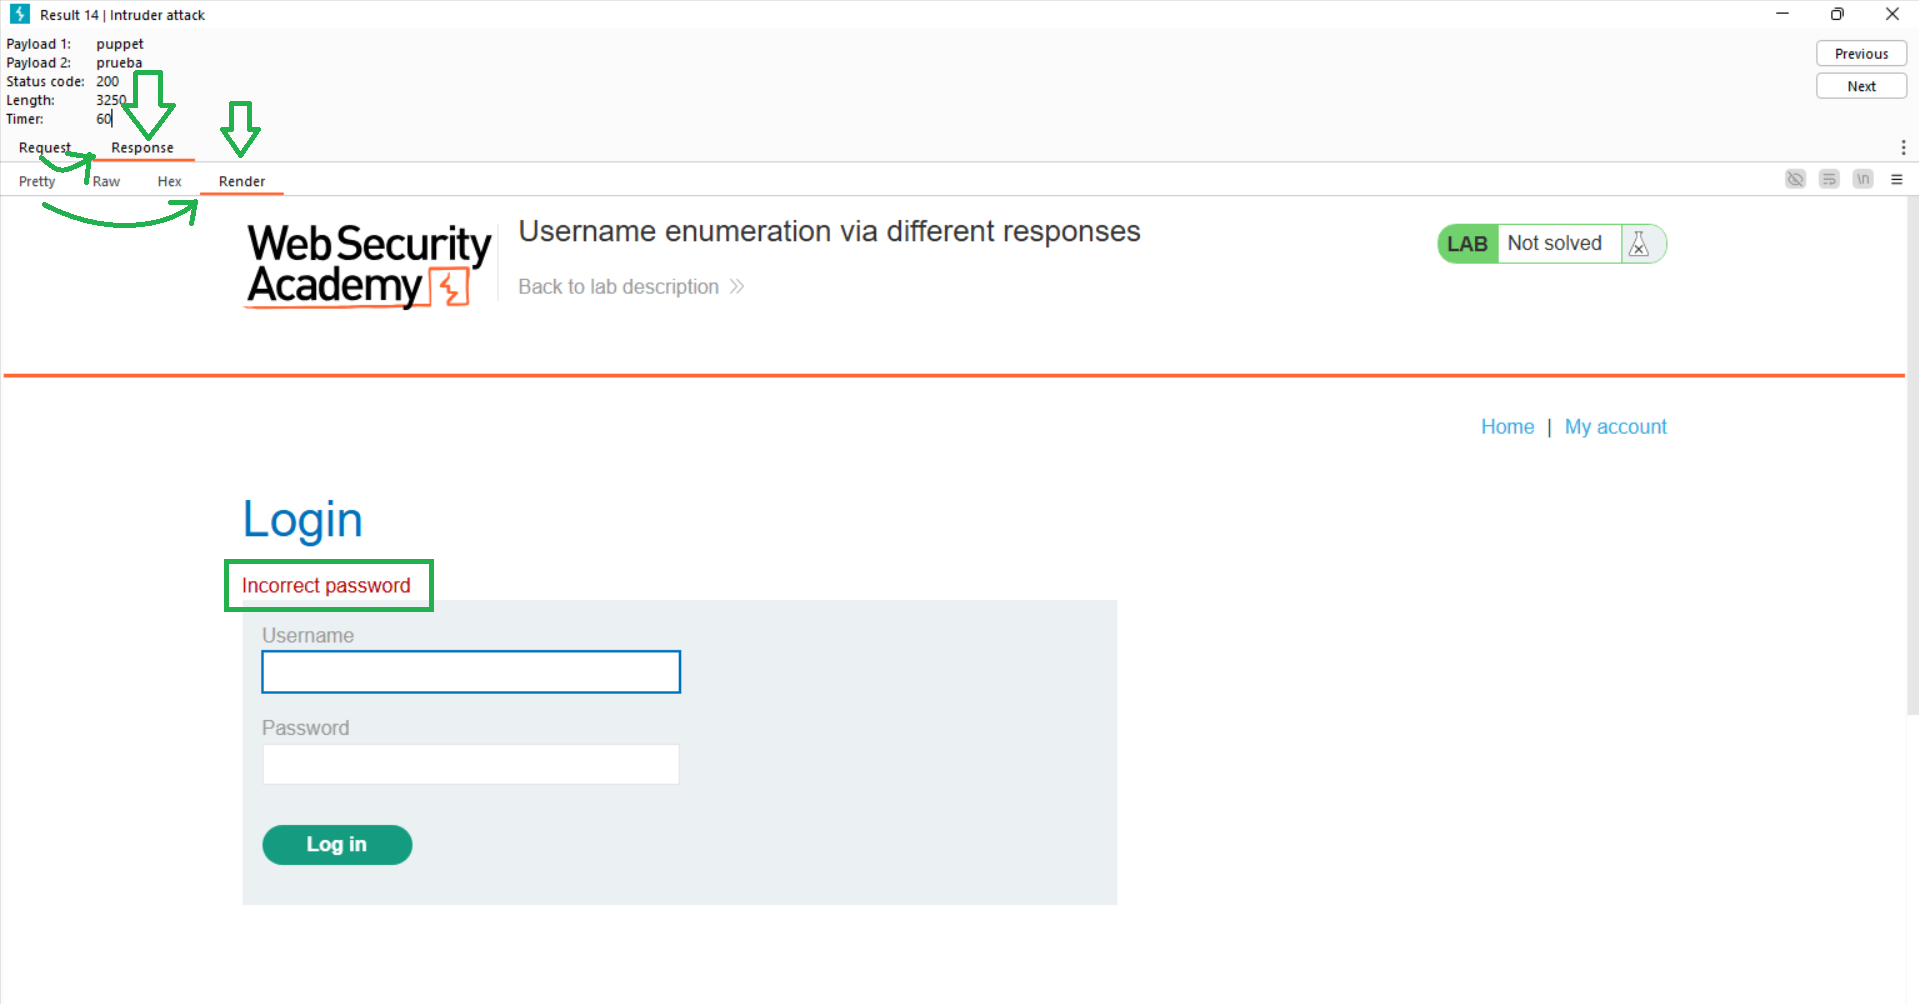 Result 14 | Intruder attack
Payload 1: puppet
Payload 2: prueba
Status code: 200
Length: 3250
Timer: 60
Previous
Next
Request Response
Pretty Raw Hex Render
\n
Web Security
Academy
Username enumeration via different responses
Back to lab description
LAB Not solved
Home | My account
Login
Incorrect password
Username
Password
Log in